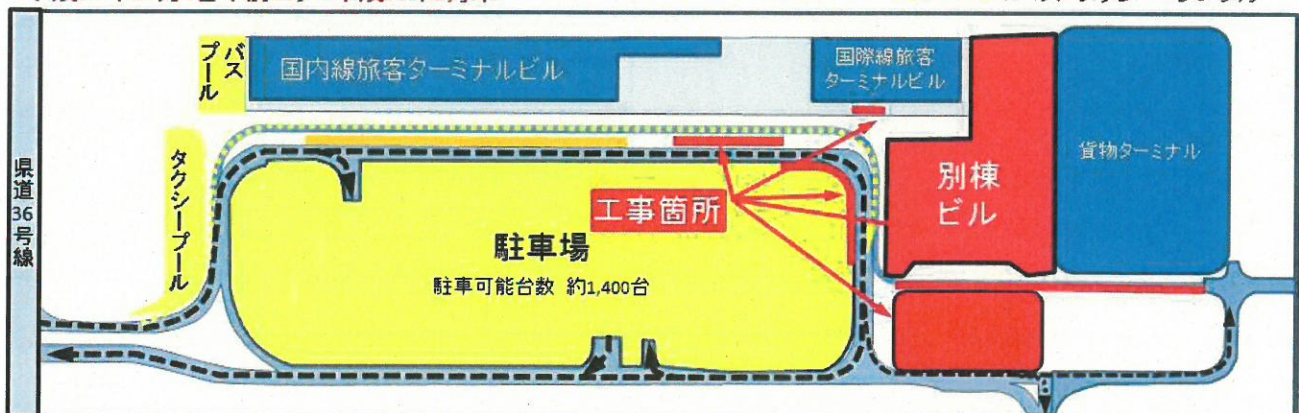 バス
プール
国内線旅客ターミナルビル
国際線旅客
ターミナルビル
貨物ターミナル
別棟
ビル
県道36号線
タクシープール
工事箇所
駐車場
駐車可能台数 約1,400台